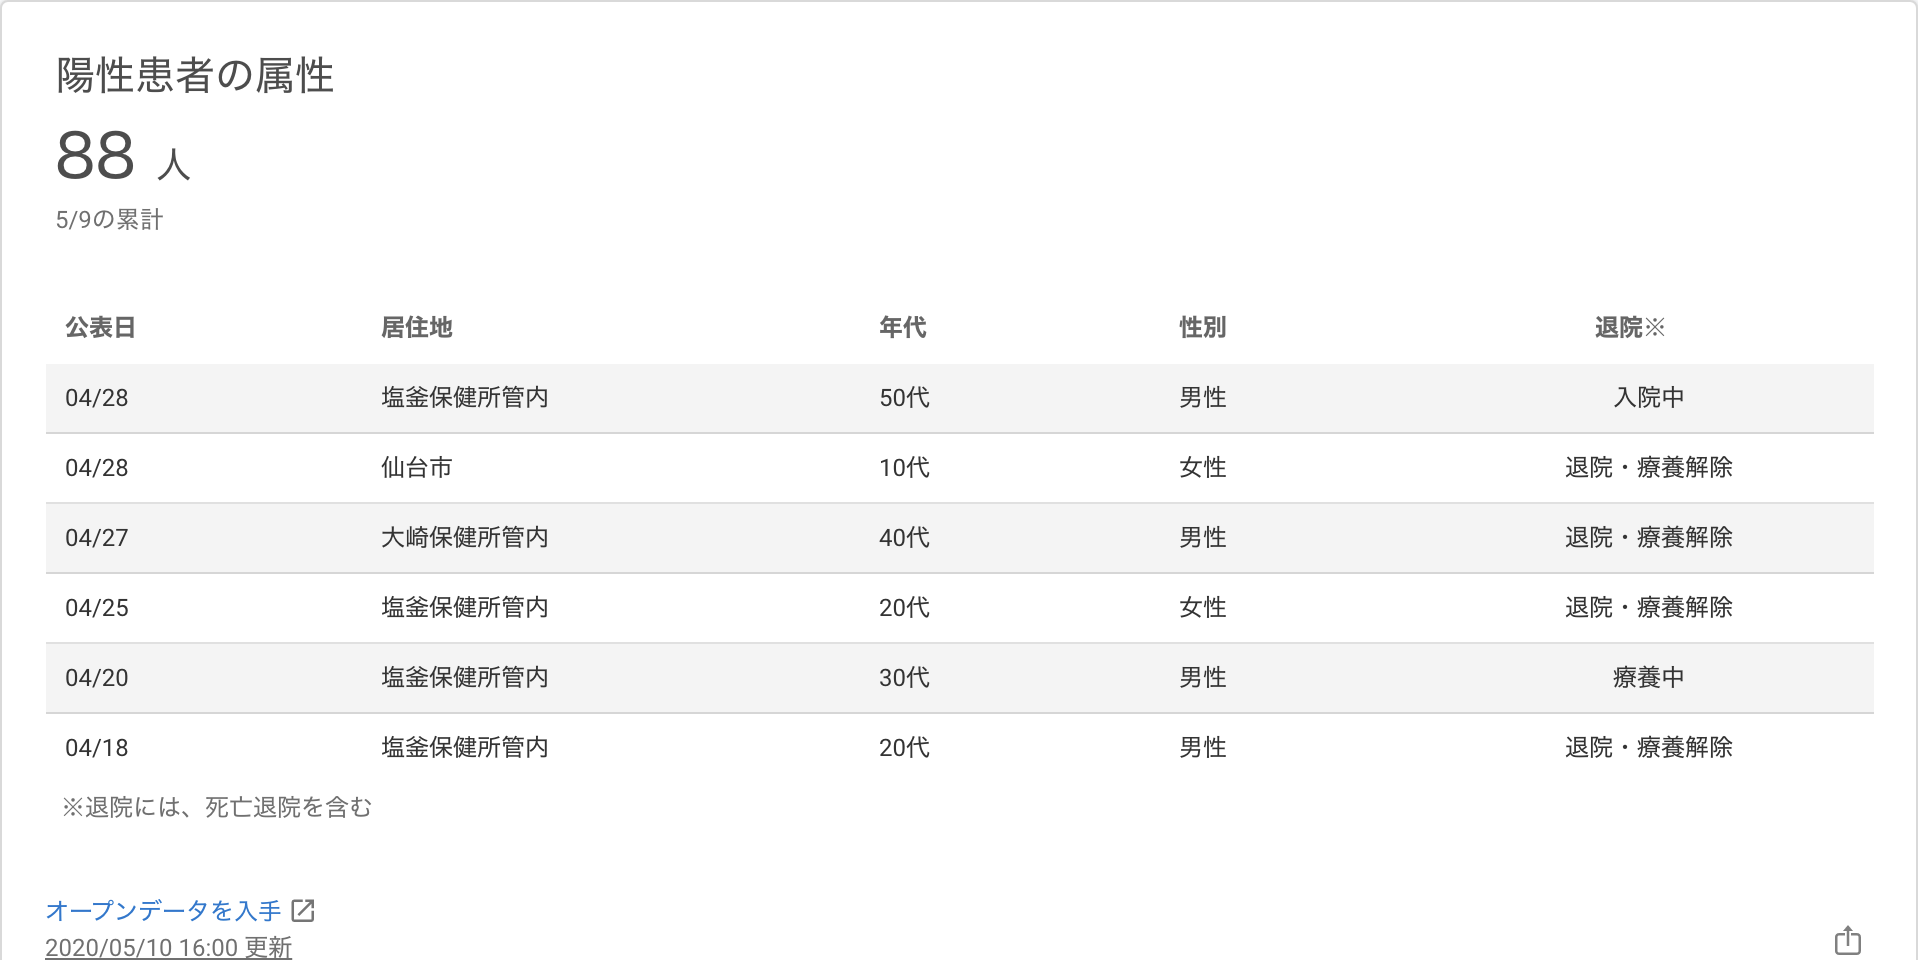 陽性患者の属性
88 人
5/9の累計
公表日 居住地 年代 性別 退院※
04/28 塩釜保健所管内 50代 男性 入院中
04/28 仙台市 10代 女性 退院・療養解除
04/27 大崎保健所管内 40代 男性 退院・療養解除
04/25 塩釜保健所管内 20代 女性 退院・療養解除
04/20 塩釜保健所管内 30代 男性 療養中
04/18 塩釜保健所管内 20代 男性 退院・療養解除
※退院には、死亡退院を含む
オープンデータを入手
2020/05/10 16:00 更新